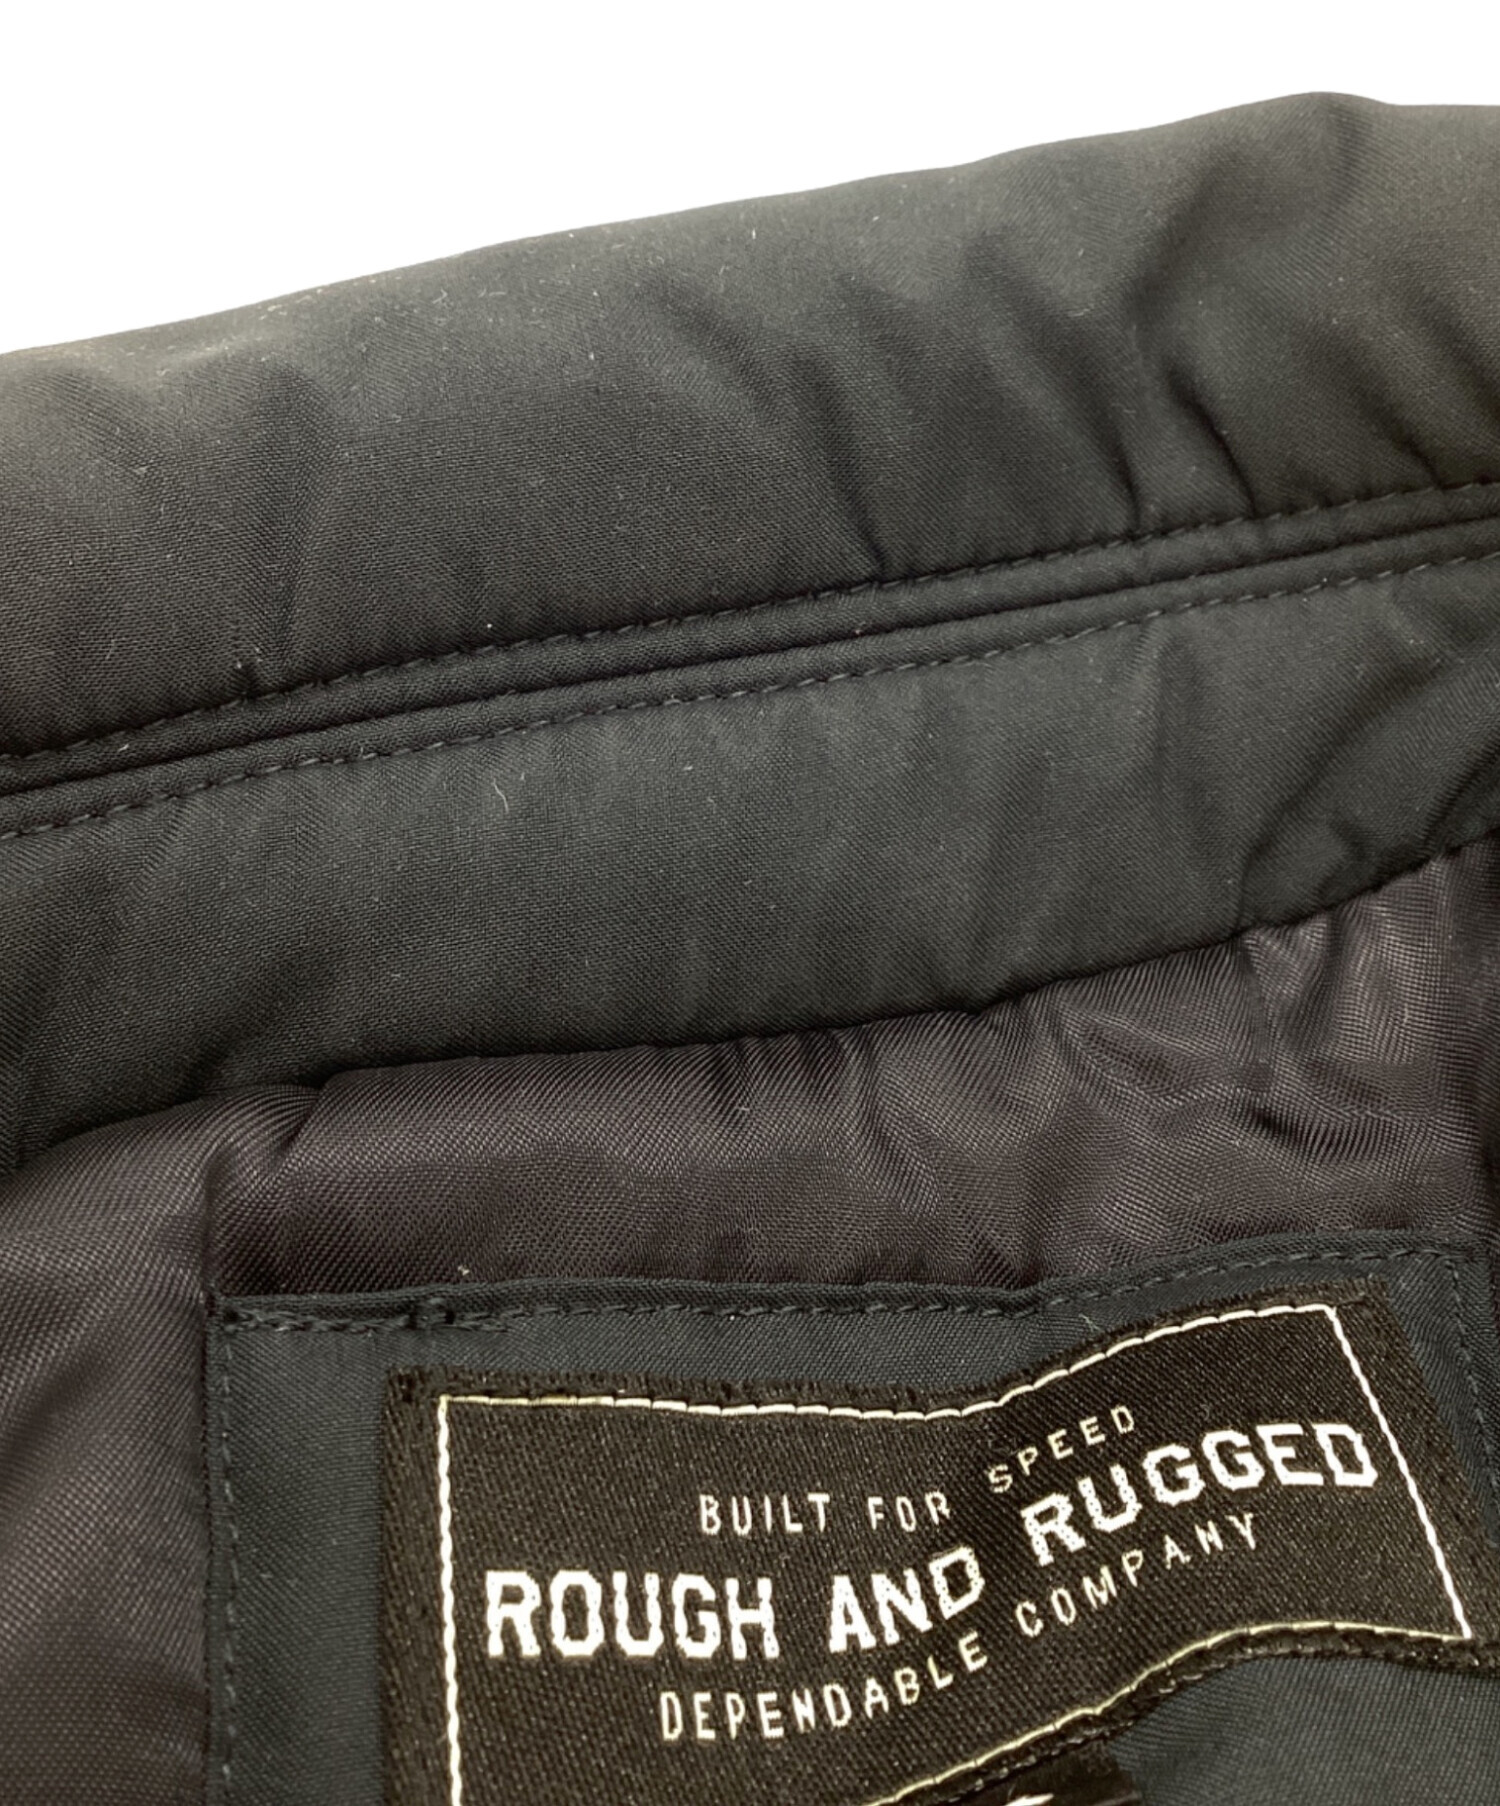 BUILT FOR SPEED
ROUGH AND RUGGED
DEPENDABLE COMPANY